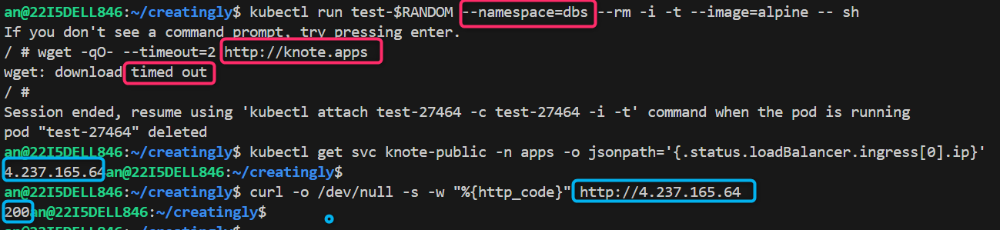 an@22I5DELL846:~/creatingly$ kubectl run test-$RANDOM --namespace=dbs --rm -i -t --image=alpine -- sh
If you don't see a command prompt, try pressing enter.
/ # wget -qO- --timeout=2 http://knote.apps
wget: download timed out
/ #
Session ended, resume using 'kubectl attach test-27464 -c test-27464 -i -t' command when the pod is running
pod "test-27464" deleted
an@22I5DELL846:~/creatingly$ kubectl get svc knote-public -n apps -o jsonpath='{.status.loadBalancer.ingress[0].ip}'
4.237.165.64an@22I5DELL846:~/creatingly$
an@22I5DELL846:~/creatingly$ curl -o /dev/null -s -w "%{http_code}" http://4.237.165.64
200an@22I5DELL846:~/creatingly$